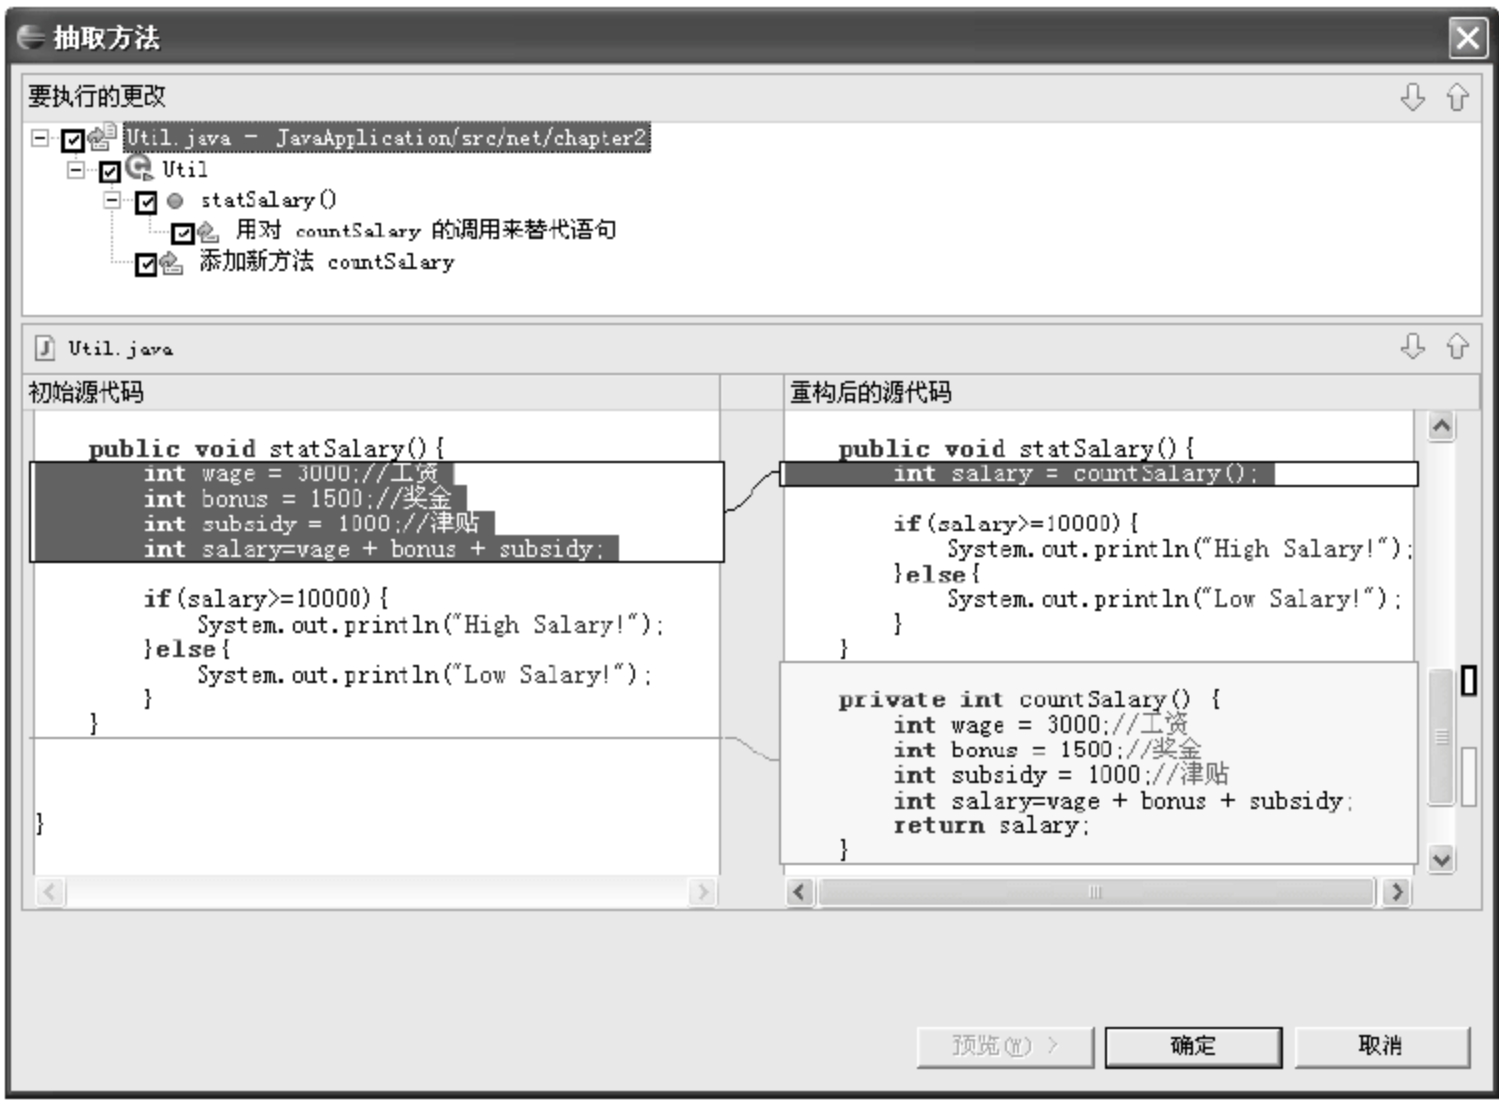 抽取方法
要执行的更改
Util.java - JavaApplication/src/net/chapter2
Util
statSalary()
用对 countSalary 的调用来替代语句
添加新方法 countSalary
Util.java
初始源代码
public void statSalary(){
int wage = 3000;//工资
int bonus = 1500;//奖金
int subsidy = 1000;//津贴
int salary=wage + bonus + subsidy;
if(salary>=10000){
System.out.println("High Salary!");
}else{
System.out.println("Low Salary!");
}
}
}
重构后的源代码
public void statSalary(){
int salary = countSalary();
if(salary>=10000){
System.out.println("High Salary!");
}else{
System.out.println("Low Salary!");
}
}
private int countSalary() {
int wage = 3000;//工资
int bonus = 1500;//奖金
int subsidy = 1000;//津贴
int salary=wage + bonus + subsidy;
return salary;
}
预览(W) >
确定
取消